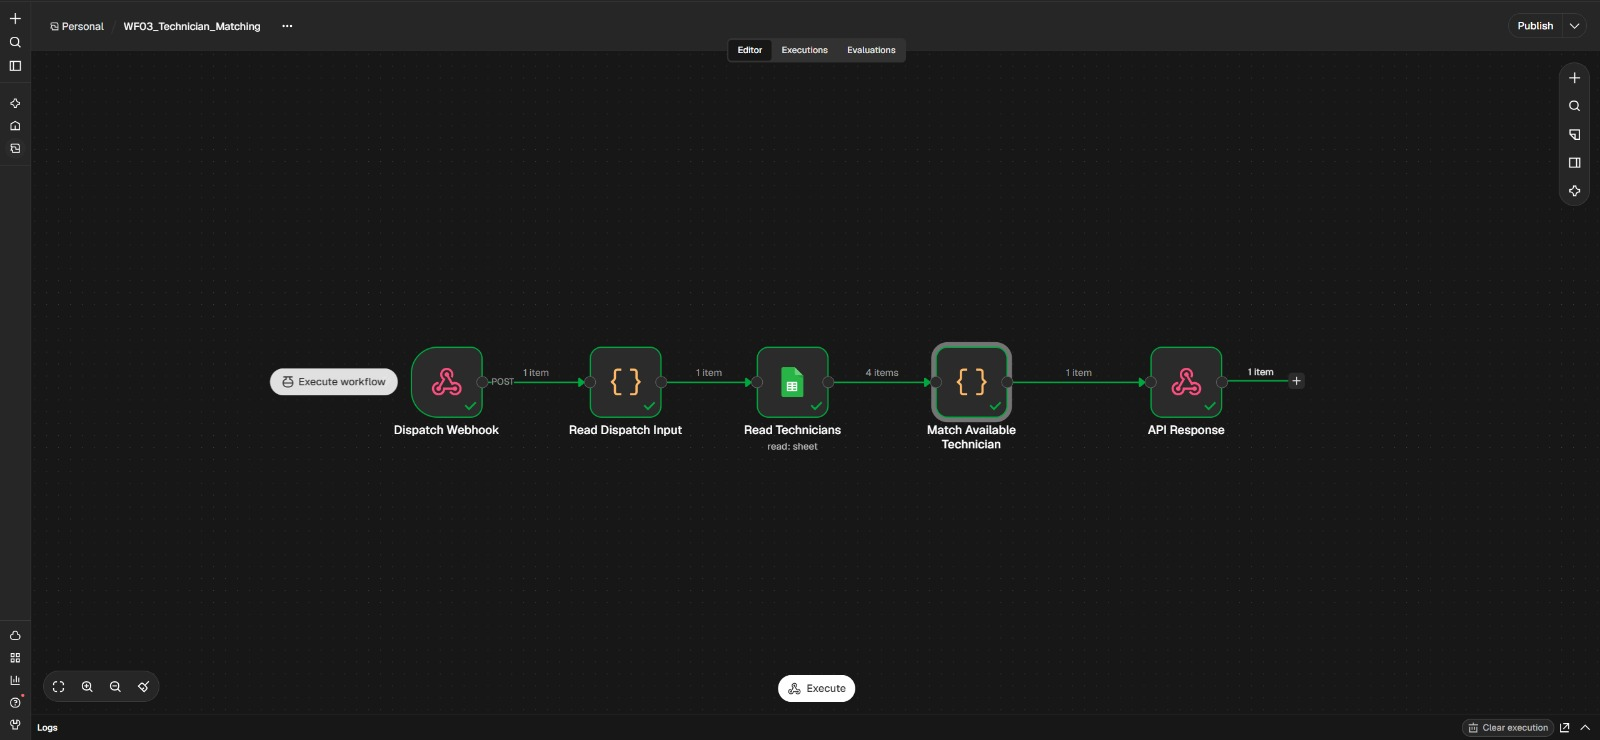 Personal / WF03_Technician_Matching ...
Publish
Editor Executions Evaluations
Execute workflow
POST
1 item
1 item
4 items
1 item
1 item
Dispatch Webhook
Read Dispatch Input
Read Technicians
read: sheet
Match Available
Technician
API Response
Execute
Logs
Clear execution